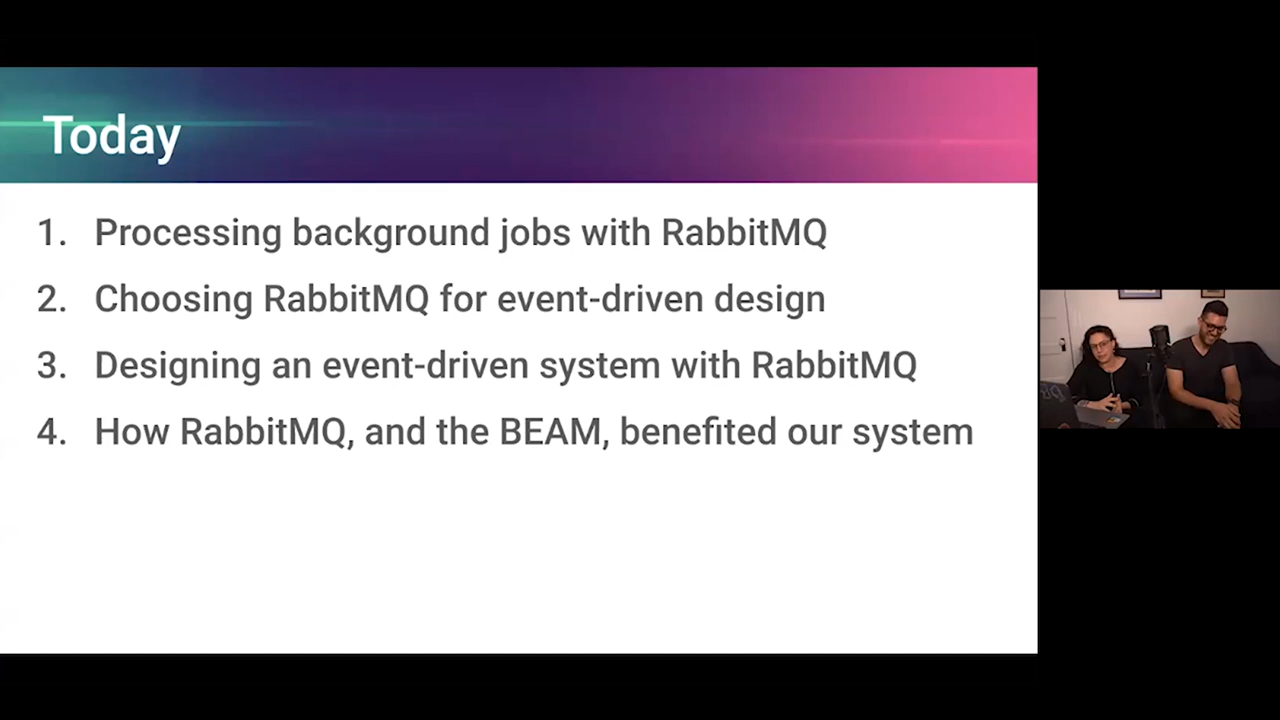 Today
1. Processing background jobs with RabbitMQ
2. Choosing RabbitMQ for event-driven design
3. Designing an event-driven system with RabbitMQ
4. How RabbitMQ, and the BEAM, benefited our system